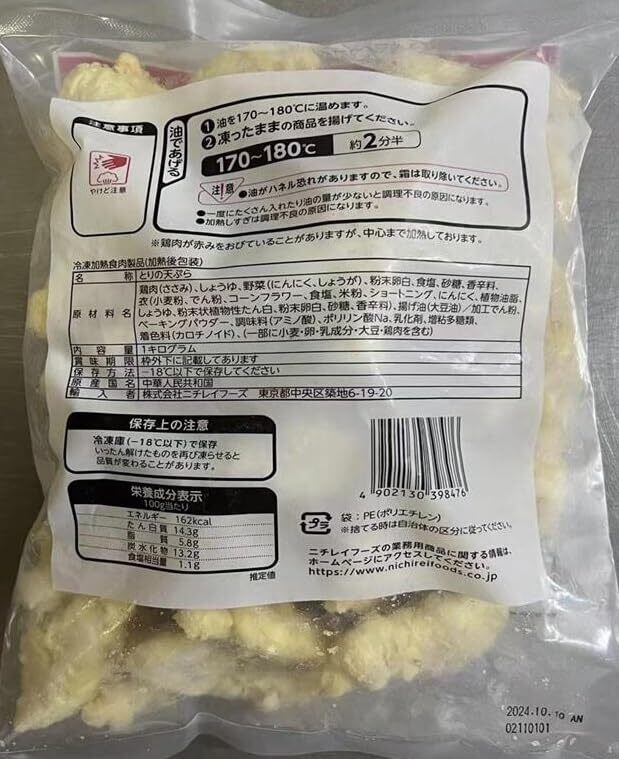 注意事項
やけど注意
油であげる
❶油を170〜180℃に温めます。
❷凍ったままの商品を揚げてください。
170〜180℃ 約2分半
注意 ●油がハネル恐れがありますので、霜は取り除いてください。
●一度にたくさん入れたり油の量が少ないと調理不良の原因になります。
●加熱しすぎは調理不良の原因になります。
※鶏肉が赤みをおびていることがありますが、中心まで加熱しております。
冷凍加熱食肉製品(加熱後包装)
名称 とりの天ぷら
原材料名 鶏肉(ささみ)、しょうゆ、野菜(にんにく、しょうが)、粉末卵白、食塩、砂糖、香辛料、
衣(小麦粉、でん粉、コーンフラワー、食塩、米粉、ショートニング、にんにく、植物油脂、
しょうゆ、粉末状植物性たん白、粉末卵白、砂糖、香辛料)、揚げ油(大豆油)/加工でん粉、
ベーキングパウダー、調味料(アミノ酸)、ポリリン酸Na、乳化剤、増粘多糖類、
着色料(カロチノイド)、(一部に小麦・卵・乳成分・大豆・鶏肉を含む)
内容量 1キログラム
賞味期限 枠外下に記載してあります
保存方法 −18℃以下で保存してください
原産国名 中華人民共和国
輸入者 株式会社ニチレイフーズ 東京都中央区築地6-19-20
保存上の注意
冷凍庫(−18℃以下)で保存
いったん解けたものを再び凍らせると
品質が変わることがあります。
栄養成分表示
100g当たり
エネルギー 162kcal
たん白質 14.3g
脂質 5.8g
炭水化物 13.2g
食塩相当量 1.1g
推定値
4 902130 398476
プラ
袋:PE(ポリエチレン)
※捨てる時は自治体の区分に従ってください。
ニチレイフーズの業務用商品に関する情報は、
ホームページにアクセスしてください。
https://www.nichireifoods.co.jp
2024.10.10 AN
02110101